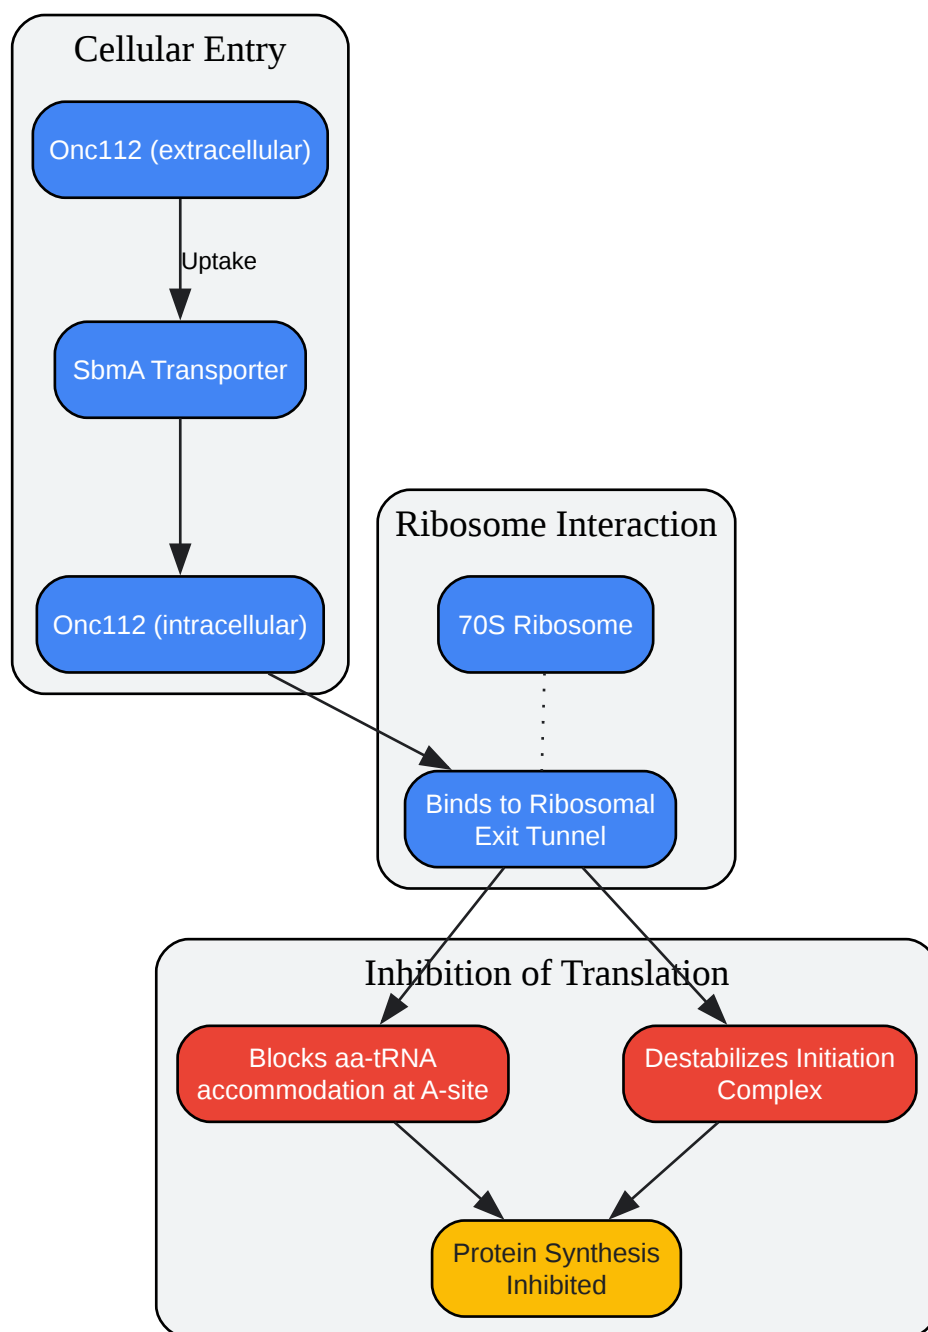 Cellular Entry
Onc112 (extracellular)
Uptake
SbmA Transporter
Onc112 (intracellular)
Ribosome Interaction
70S Ribosome
Binds to Ribosomal
Exit Tunnel
Inhibition of Translation
Blocks aa-tRNA
accommodation at A-site
Destabilizes Initiation
Complex
Protein Synthesis
Inhibited